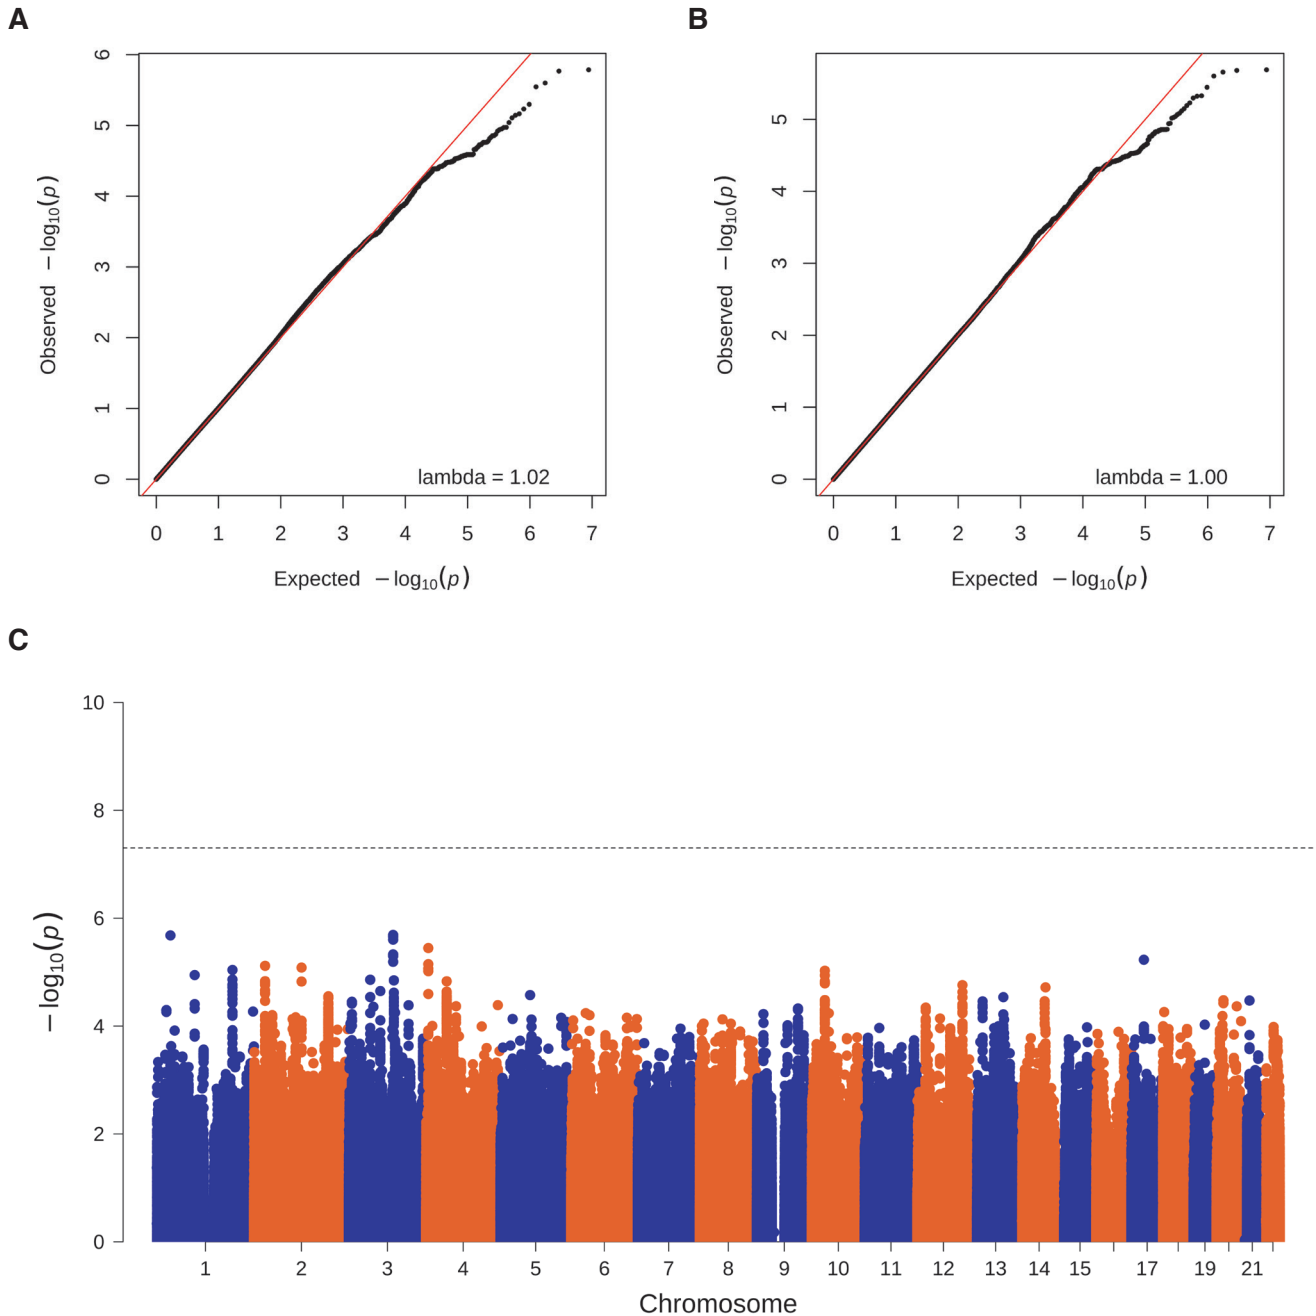 A
B
6
5
4
3
2
1
0
Observed −log10(p)
lambda = 1.02
0 1 2 3 4 5 6 7
Expected −log10(p)
5
4
3
2
1
0
Observed −log10(p)
lambda = 1.00
0 1 2 3 4 5 6 7
Expected −log10(p)
C
10
8
6
4
2
0
−log10(p)
1 2 3 4 5 6 7 8 9 10 11 12 13 14 15 17 19 21
Chromosome